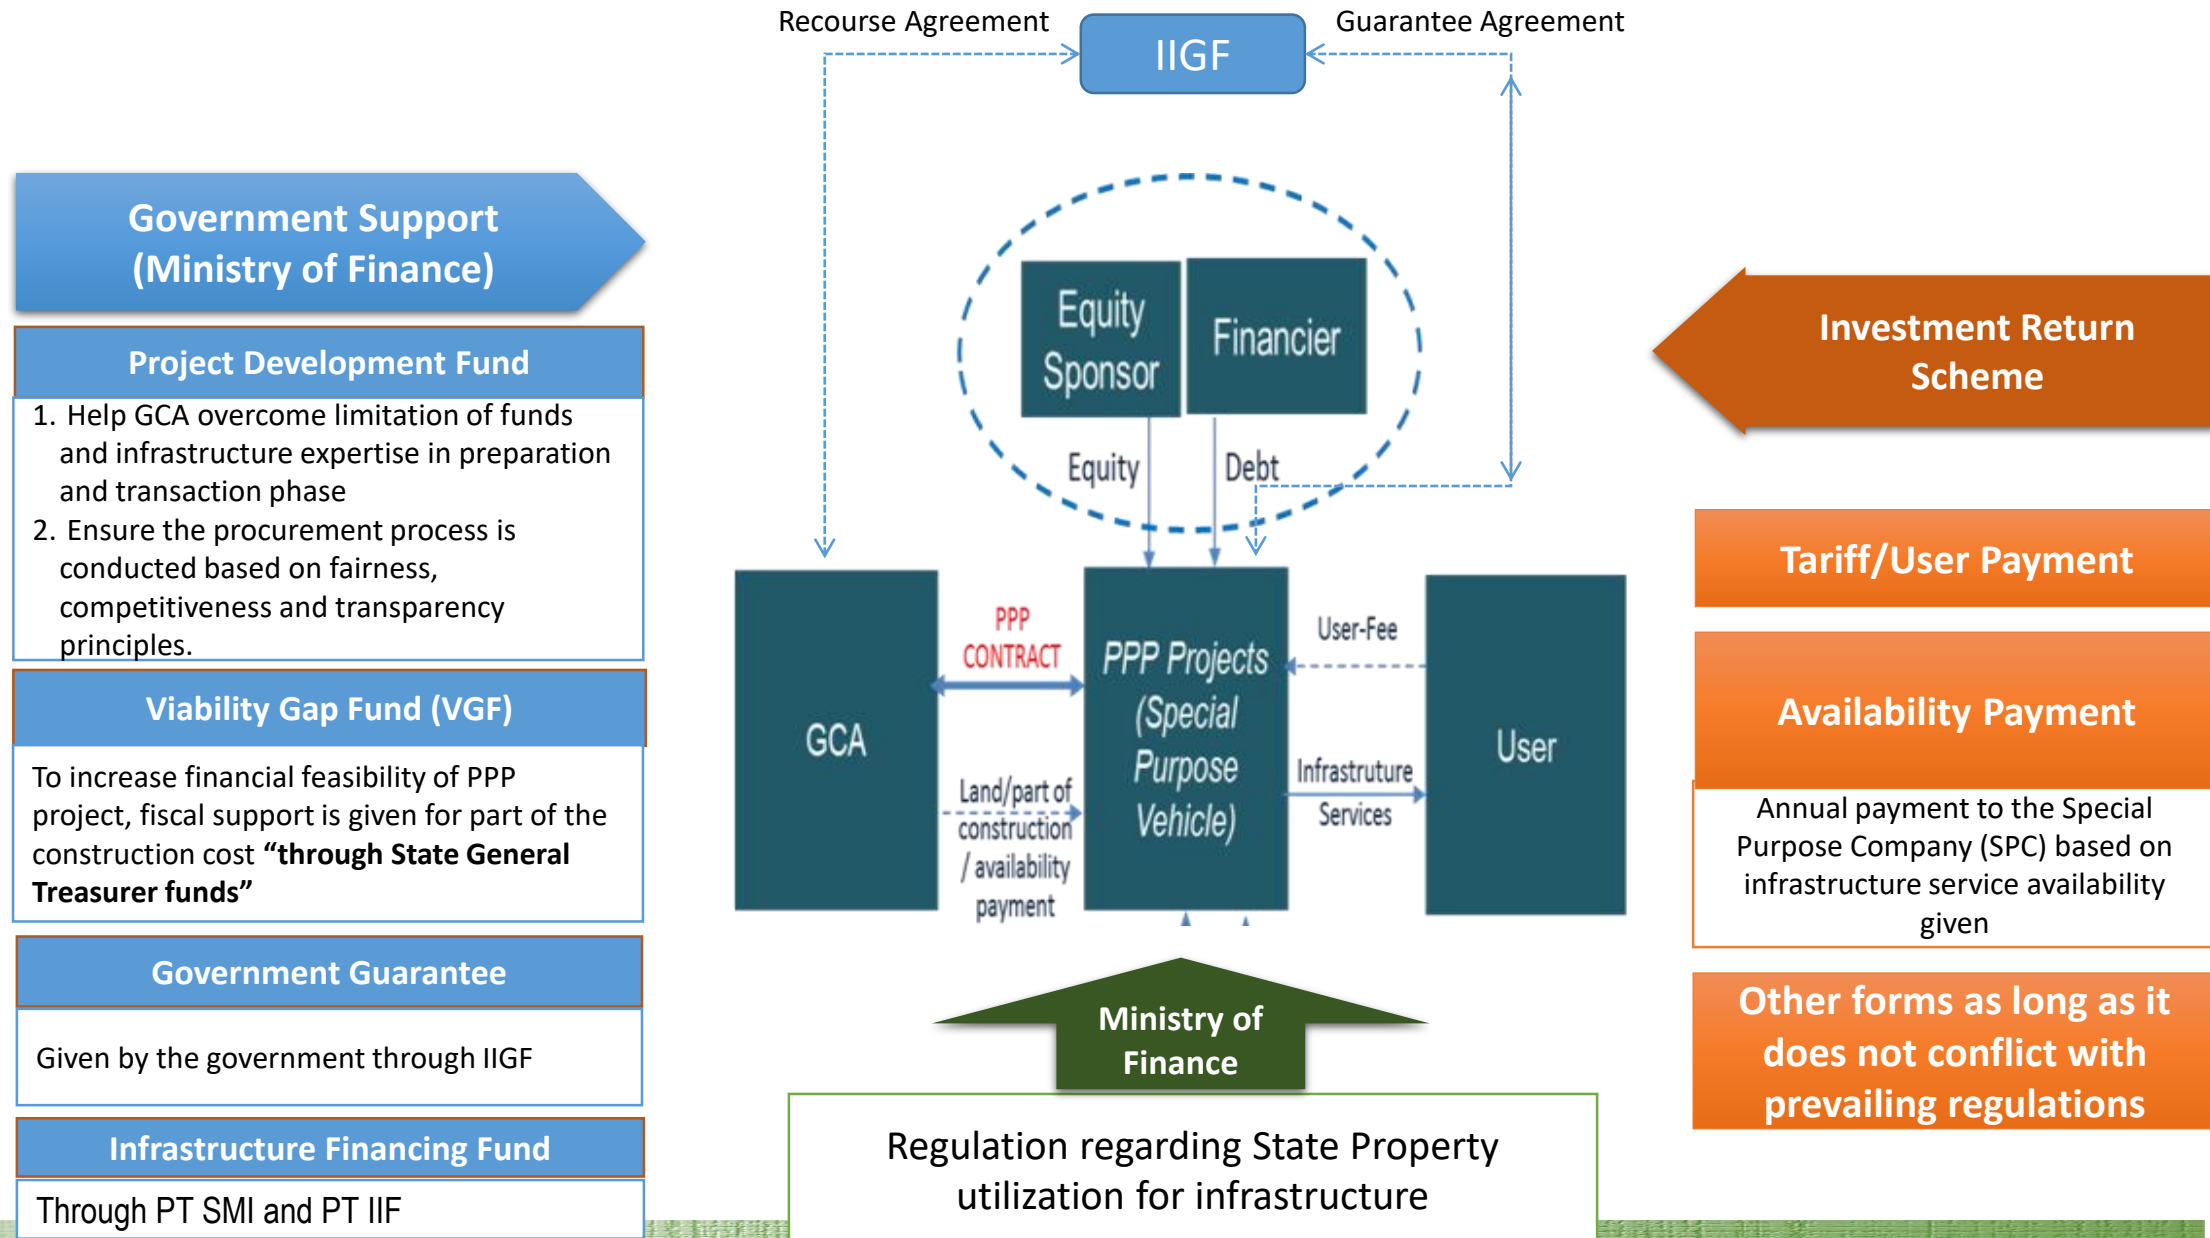 Recourse Agreement
IIGF
Guarantee Agreement
Government Support
(Ministry of Finance)
Project Development Fund
1. Help GCA overcome limitation of funds
and infrastructure expertise in preparation
and transaction phase
2. Ensure the procurement process is
conducted based on fairness,
competitiveness and transparency
principles.
Viability Gap Fund (VGF)
To increase financial feasibility of PPP
project, fiscal support is given for part of the
construction cost “through State General
Treasurer funds”
Government Guarantee
Given by the government through IIGF
Infrastructure Financing Fund
Through PT SMI and PT IIF
Equity
Sponsor
Financier
Equity
Debt
GCA
PPP
CONTRACT
Land/part of
construction
/ availability
payment
PPP Projects
(Special
Purpose
Vehicle)
User-Fee
Infrastruture
Services
User
Ministry of
Finance
Regulation regarding State Property
utilization for infrastructure
Investment Return
Scheme
Tariff/User Payment
Availability Payment
Annual payment to the Special
Purpose Company (SPC) based on
infrastructure service availability
given
Other forms as long as it
does not conflict with
prevailing regulations